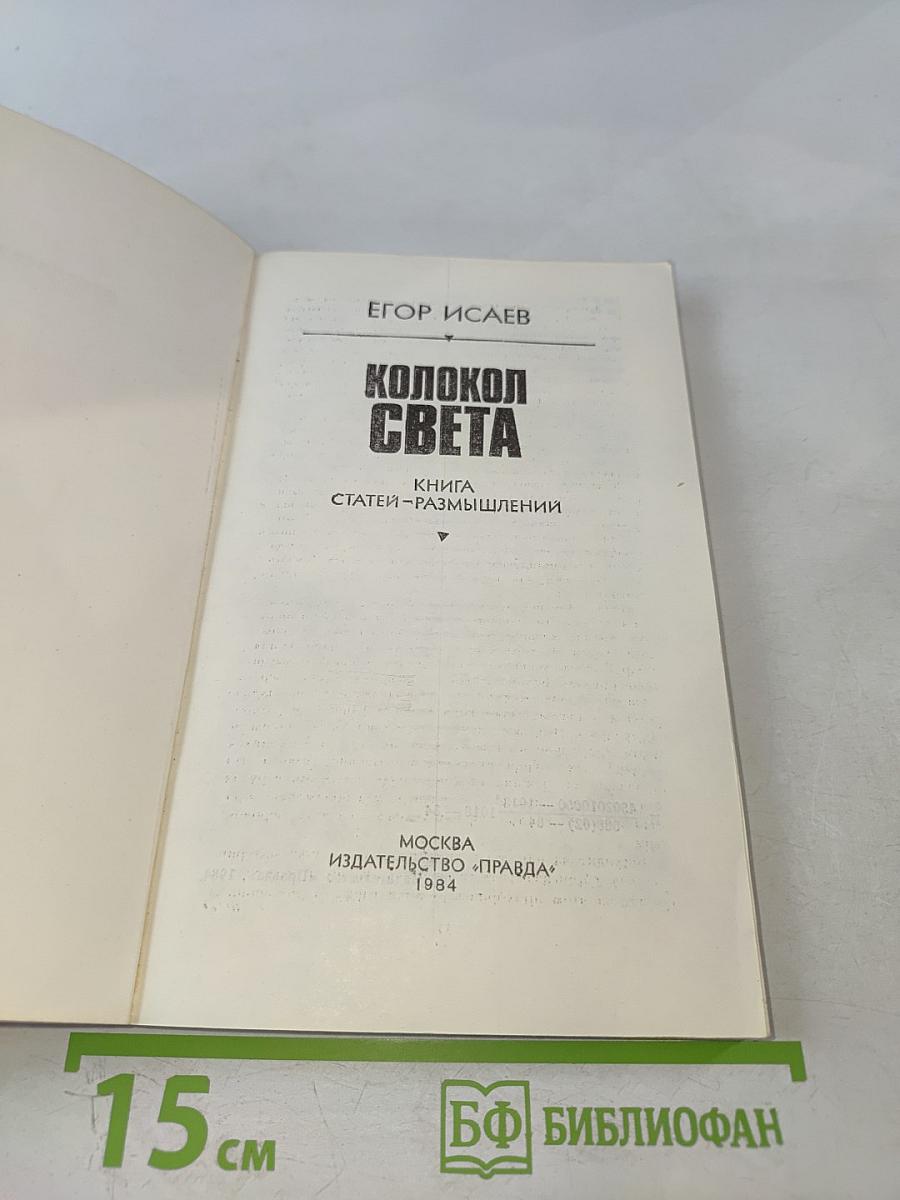 ЕГОР ИСАЕВ
КОЛОКОЛ
СВЕТА
КНИГА
СТАТЕЙ–РАЗМЫШЛЕНИЙ
МОСКВА
ИЗДАТЕЛЬСТВО «ПРАВДА»
1984
15 см
БФ БИБЛИОФАН